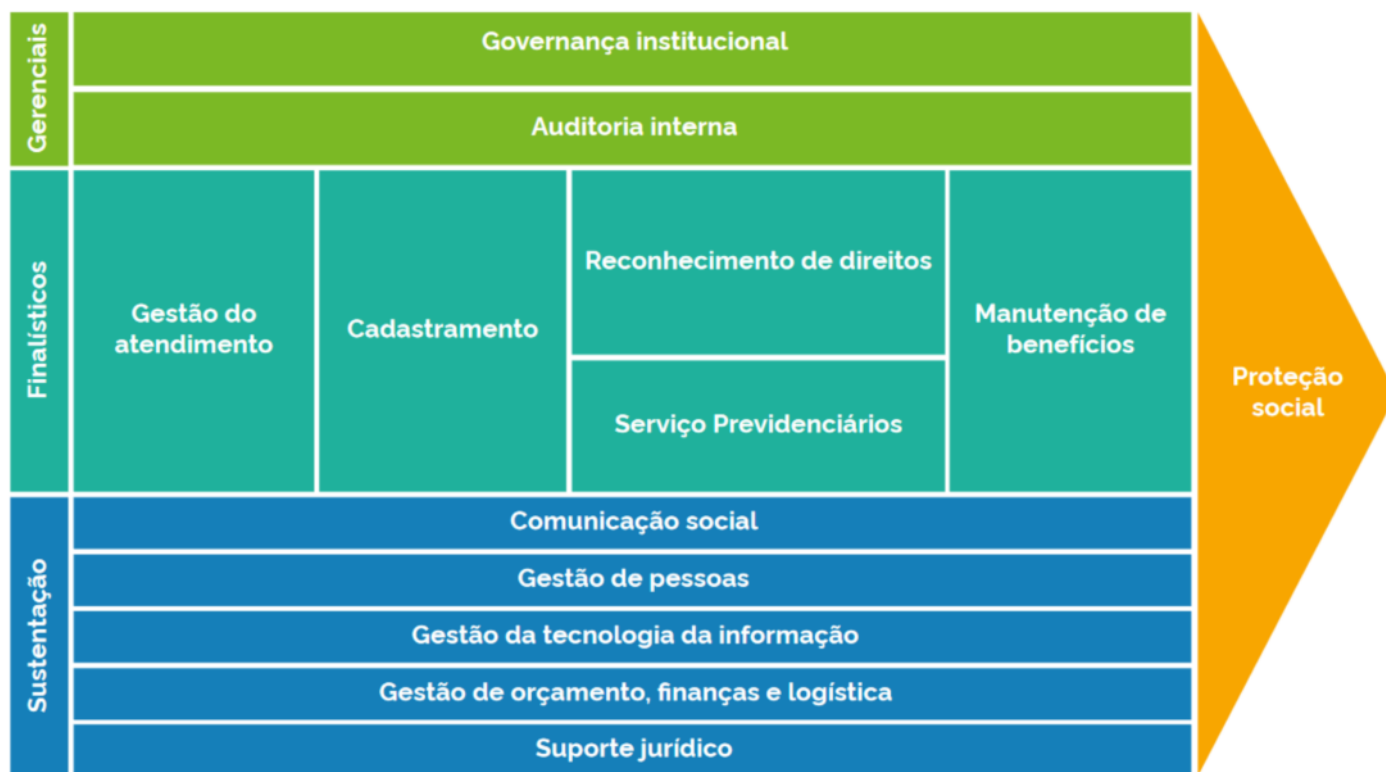 Gerenciais
Governança institucional
Auditoria interna
Finalísticos
Gestão do
atendimento
Cadastramento
Reconhecimento de direitos
Serviço Previdenciários
Manutenção de
benefícios
Sustentação
Comunicação social
Gestão de pessoas
Gestão da tecnologia da informação
Gestão de orçamento, finanças e logística
Suporte jurídico
Proteção
social